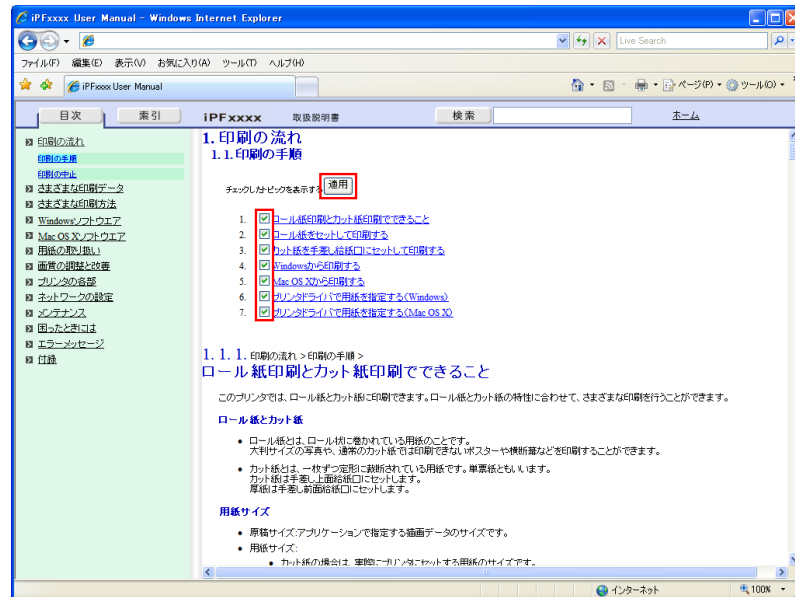 iPFxxxx User Manual - Windows Internet Explorer
Live Search
ファイル(F) 編集(E) 表示(V) お気に入り(A) ツール(T) ヘルプ(H)
iPFxxxx User Manual
ページ(P) ツール(O)
目次 索引 iPFxxxx 取扱説明書 検索 ホーム
印刷の流れ
印刷の手順
印刷の中止
さまざまな印刷データ
さまざまな印刷方法
Windowsソフトウエア
Mac OS Xソフトウエア
用紙の取り扱い
画質の調整と改善
プリンタの各部
ネットワークの設定
メンテナンス
困ったときには
エラーメッセージ
付録
1. 印刷の流れ
1. 1. 印刷の手順
チェックしたトピックを表示する 適用
1. ロール紙印刷とカット紙印刷でできること
2. ロール紙をセットして印刷する
3. カット紙を手差し給紙口にセットして印刷する
4. Windowsから印刷する
5. Mac OS Xから印刷する
6. プリンタドライバで用紙を指定する(Windows)
7. プリンタドライバで用紙を指定する(Mac OS X)
1. 1. 1. 印刷の流れ > 印刷の手順 >
ロール紙印刷とカット紙印刷でできること
このプリンタでは、ロール紙とカット紙に印刷できます。ロール紙とカット紙の特性に合わせて、さまざまな印刷を行うことができます。
ロール紙とカット紙
• ロール紙とは、ロール状に巻かれている用紙のことです。
大判サイズの写真や、通常のカット紙では印刷できないポスターや横断幕などを印刷することができます。
• カット紙とは、一枚ずつ定形に裁断されている用紙です。単票紙ともいいます。
カット紙は手差し上面給紙口にセットします。
厚紙は手差し前面給紙口にセットします。
用紙サイズ
• 原稿サイズ:アプリケーションで指定する描画データのサイズです。
• 用紙サイズ:
• カット紙の場合は、実際にプリンタにセットする用紙のサイズです。
インターネット 100%